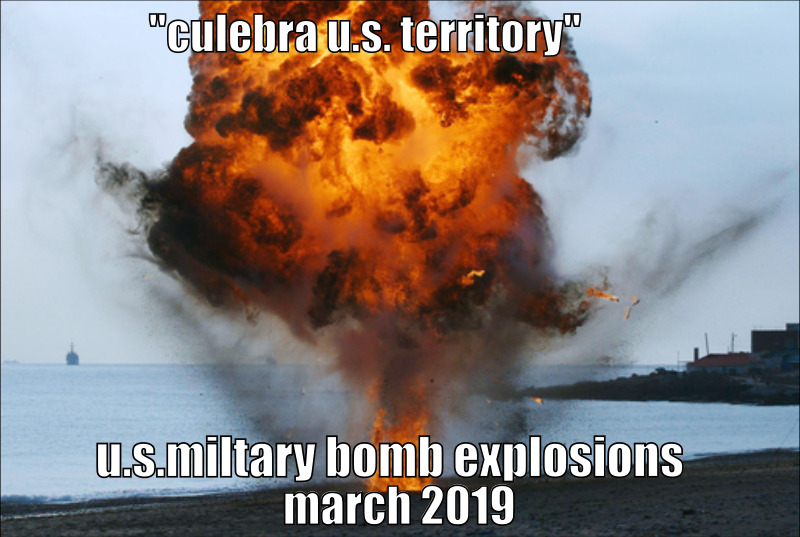 "culebra u.s. territory"
u.s.miltary bomb explosions
march 2019